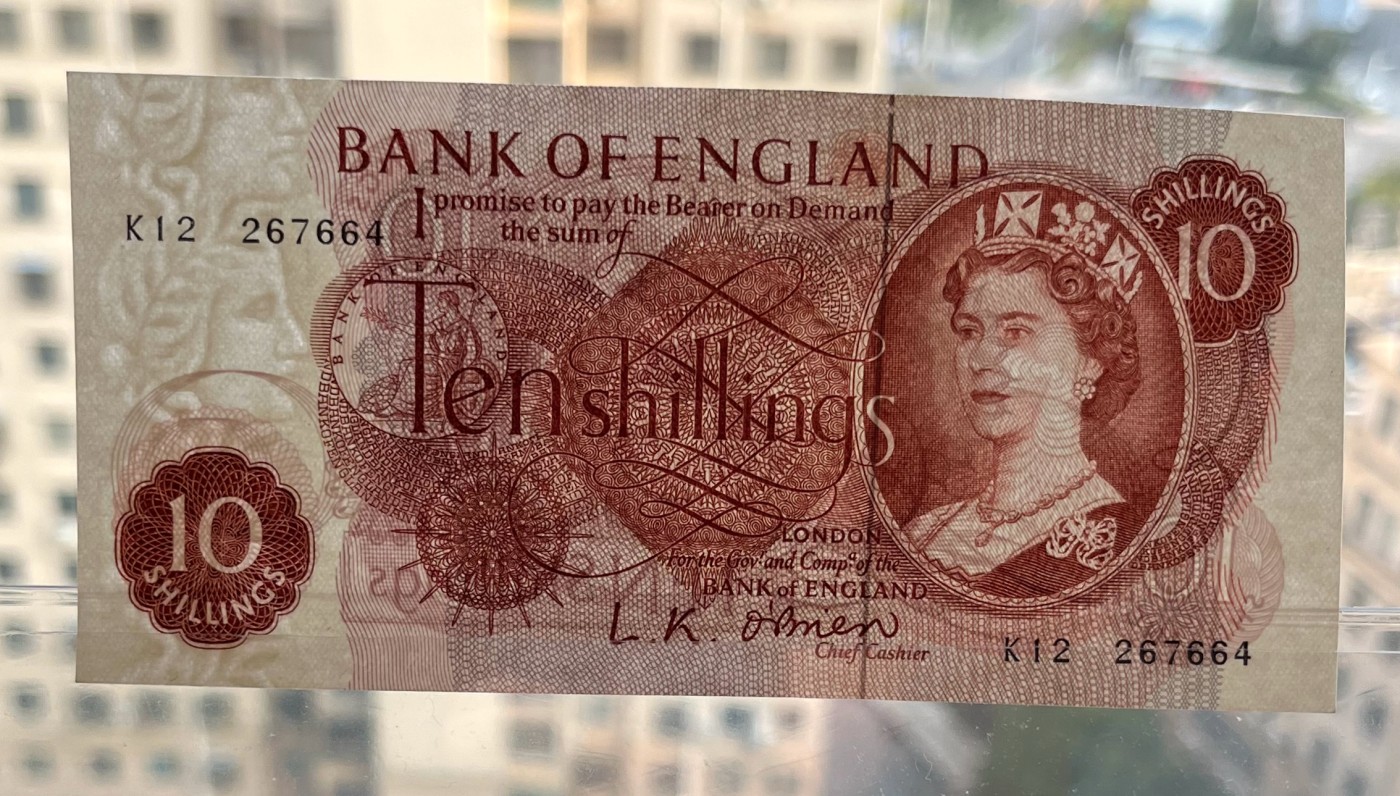 BANK OF ENGLAND
I promise to pay the Bearer on Demand
the sum of
K12 267664
SHILLINGS
10
BANK OF ENGLAND
Ten shillings
10
SHILLINGS
LONDON
For the Govr. and Compa. of the
BANK of ENGLAND
L.K. O'Brien
Chief Cashier
K12 267664